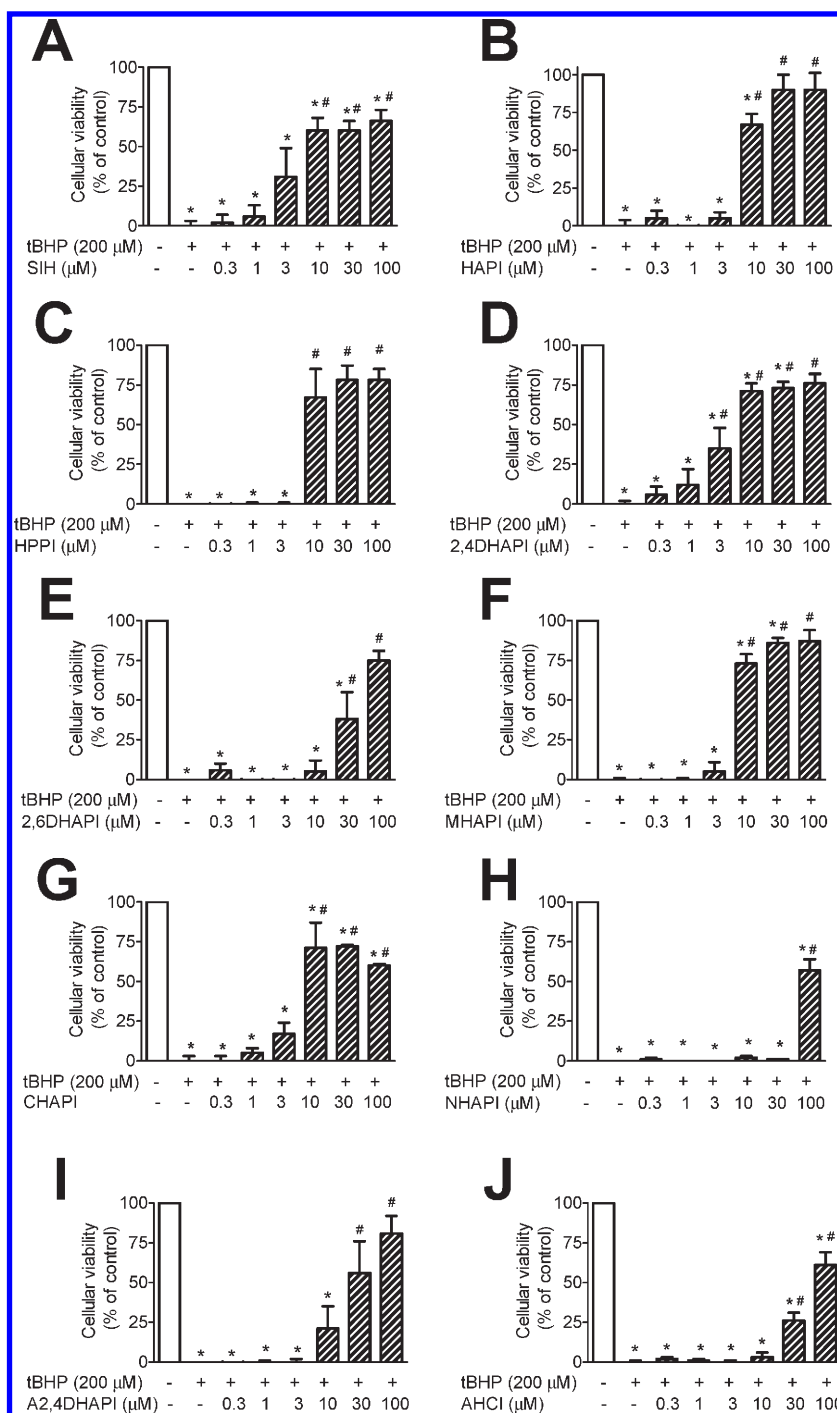 A
Cellular viability
(% of control)
100
75
50
25
0
* * * * * # * # * #
tBHP (200 μM) - + + + + + + +
SIH (μM) - - 0.3 1 3 10 30 100
B
Cellular viability
(% of control)
100
75
50
25
0
* * * * * # # #
tBHP (200 μM) - + + + + + + +
HAPI (μM) - - 0.3 1 3 10 30 100
C
Cellular viability
(% of control)
100
75
50
25
0
* * * * # # #
tBHP (200 μM) - + + + + + + +
HPPI (μM) - - 0.3 1 3 10 30 100
D
Cellular viability
(% of control)
100
75
50
25
0
* * * * # * # * # #
tBHP (200 μM) - + + + + + + +
2,4DHAPI (μM) - - 0.3 1 3 10 30 100
E
Cellular viability
(% of control)
100
75
50
25
0
* * * * * * # #
tBHP (200 μM) - + + + + + + +
2,6DHAPI (μM) - - 0.3 1 3 10 30 100
F
Cellular viability
(% of control)
100
75
50
25
0
* * * * * # * # #
tBHP (200 μM) - + + + + + + +
MHAPI (μM) - - 0.3 1 3 10 30 100
G
Cellular viability
(% of control)
100
75
50
25
0
* * * * * # * # * #
tBHP (200 μM) - + + + + + + +
CHAPI - - 0.3 1 3 10 30 100
H
Cellular viability
(% of control)
100
75
50
25
0
* * * * * * * #
tBHP (200 μM) - + + + + + + +
NHAPI (μM) - - 0.3 1 3 10 30 100
I
Cellular viability
(% of control)
100
75
50
25
0
* * * * * # #
tBHP (200 μM) - + + + + + + +
A2,4DHAPI (μM) - - 0.3 1 3 10 30 100
J
Cellular viability
(% of control)
100
75
50
25
0
* * * * * * # * #
tBHP (200 μM) - + + + + + + +
AHCI (μM) - - 0.3 1 3 10 30 100